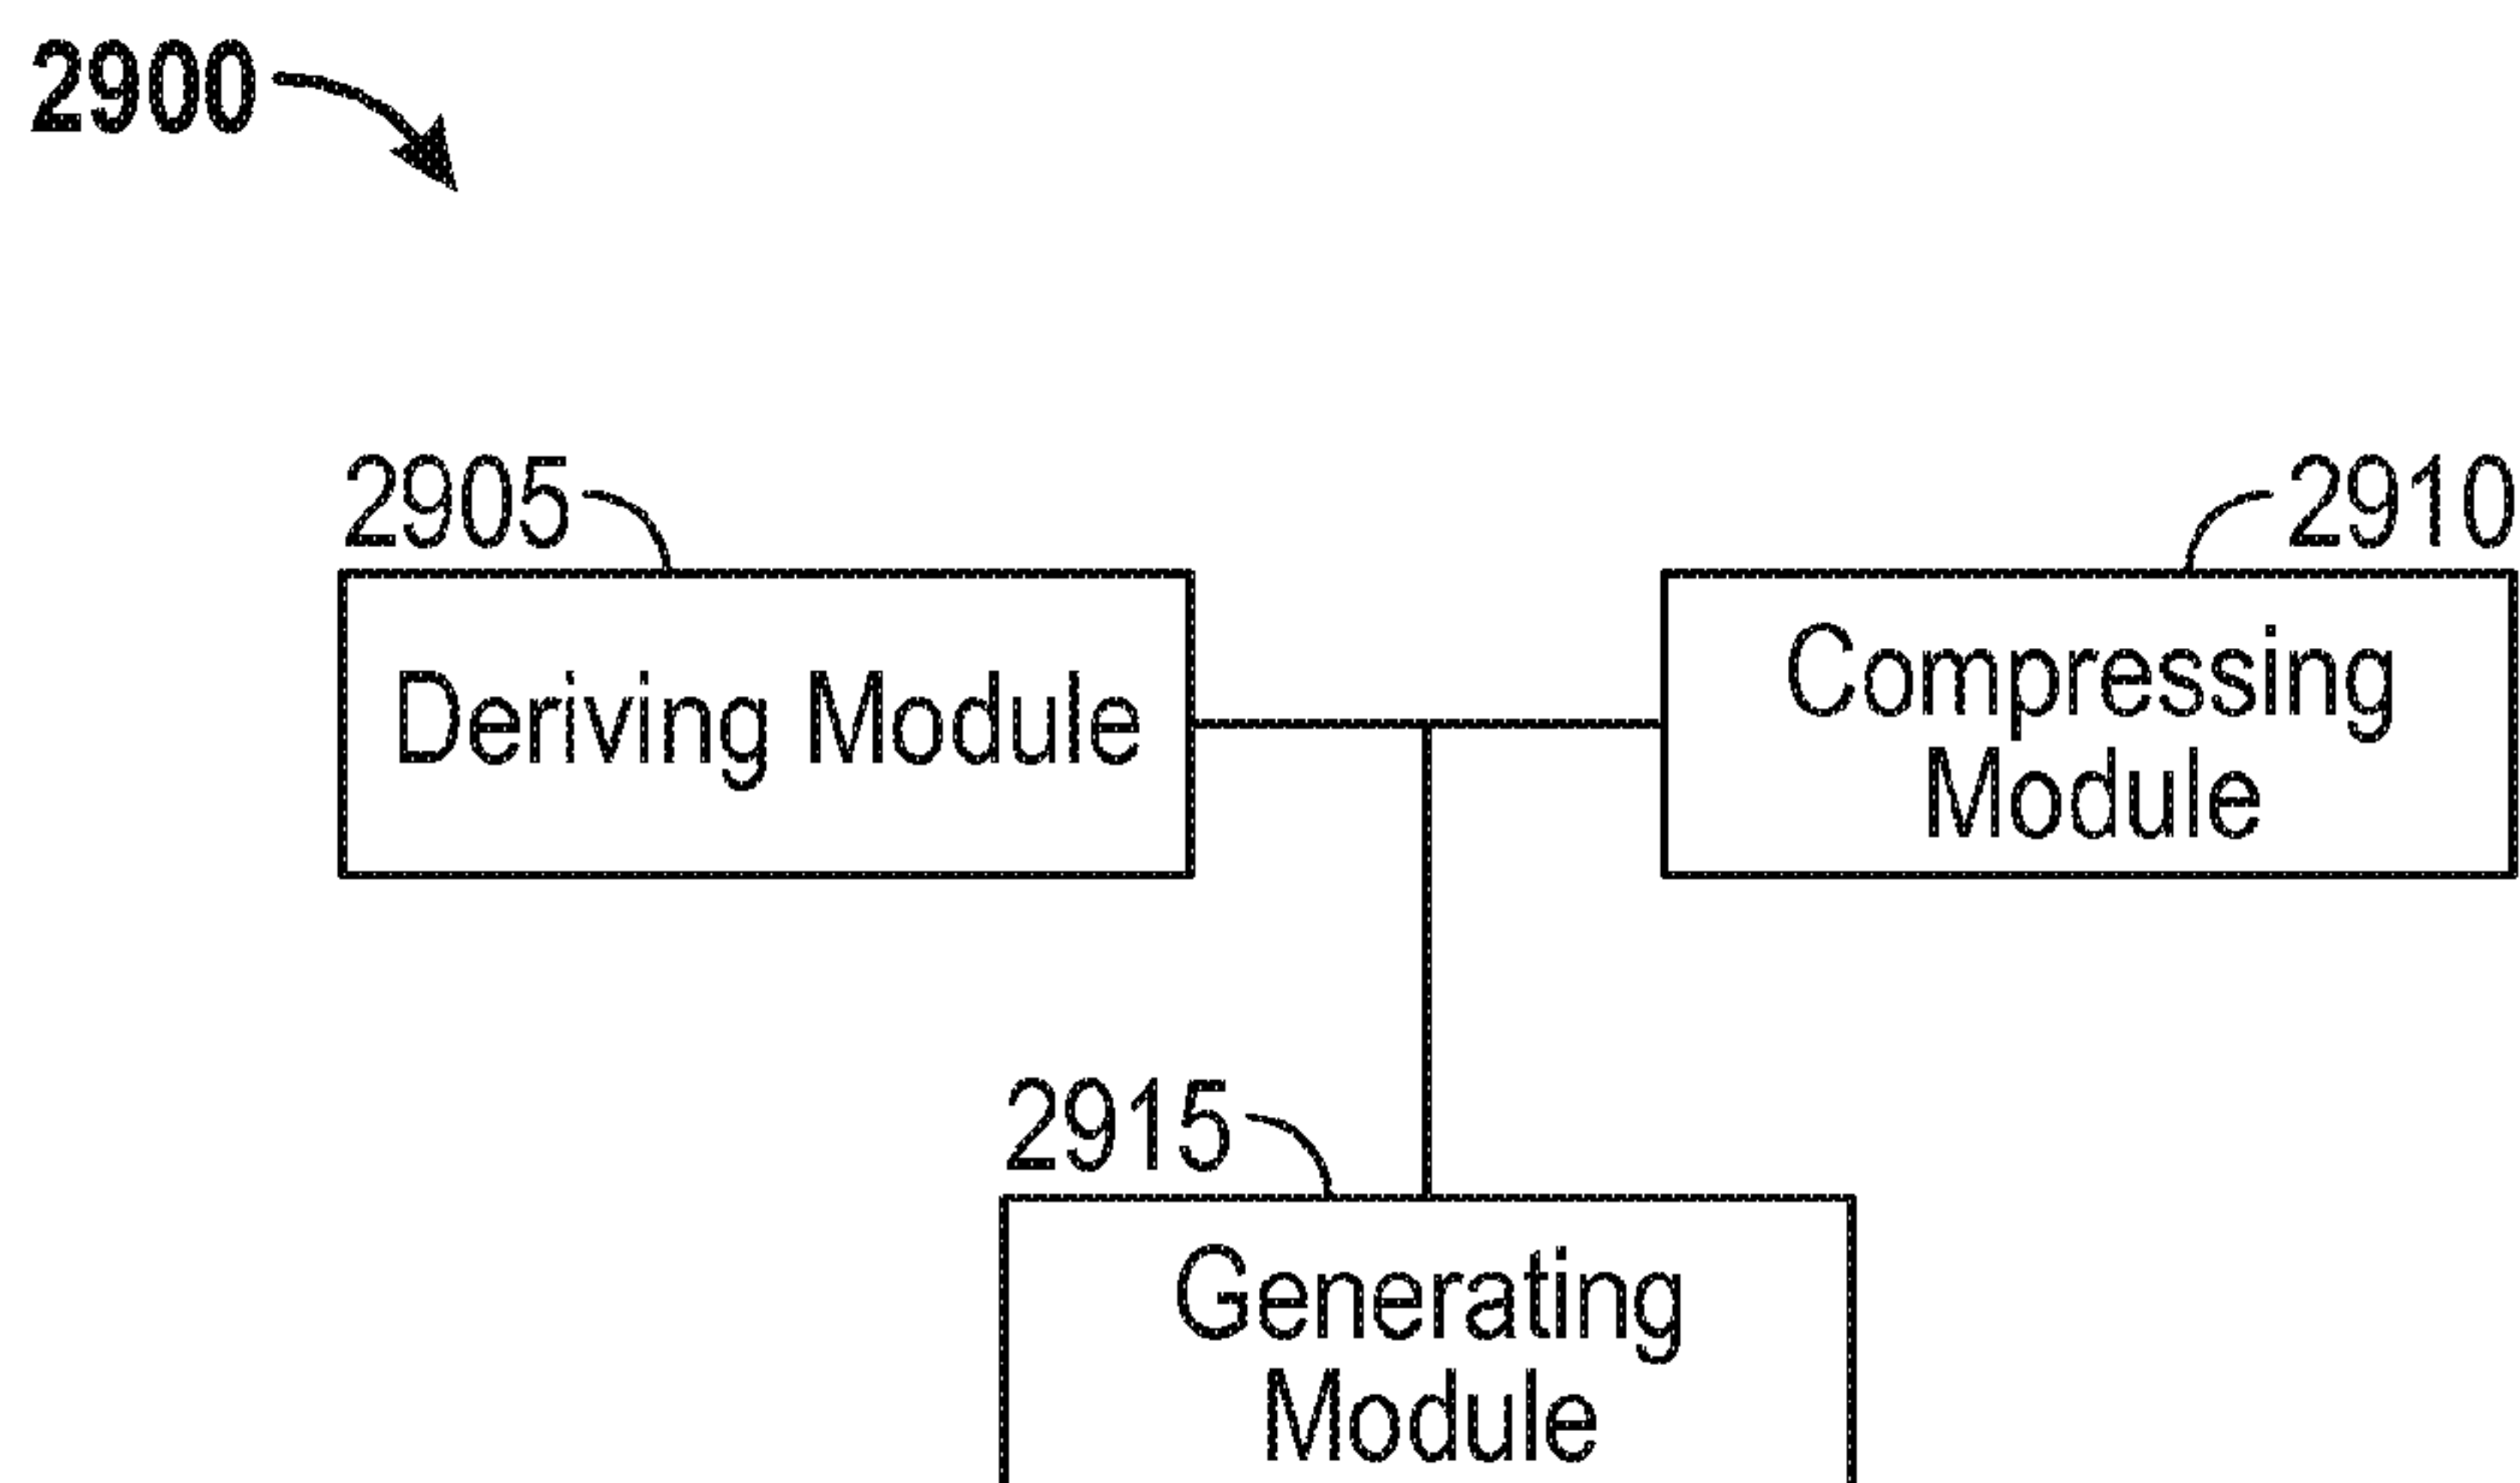 2900
2905
2910
Deriving Module
Compressing
Module
2915
Generating
Module